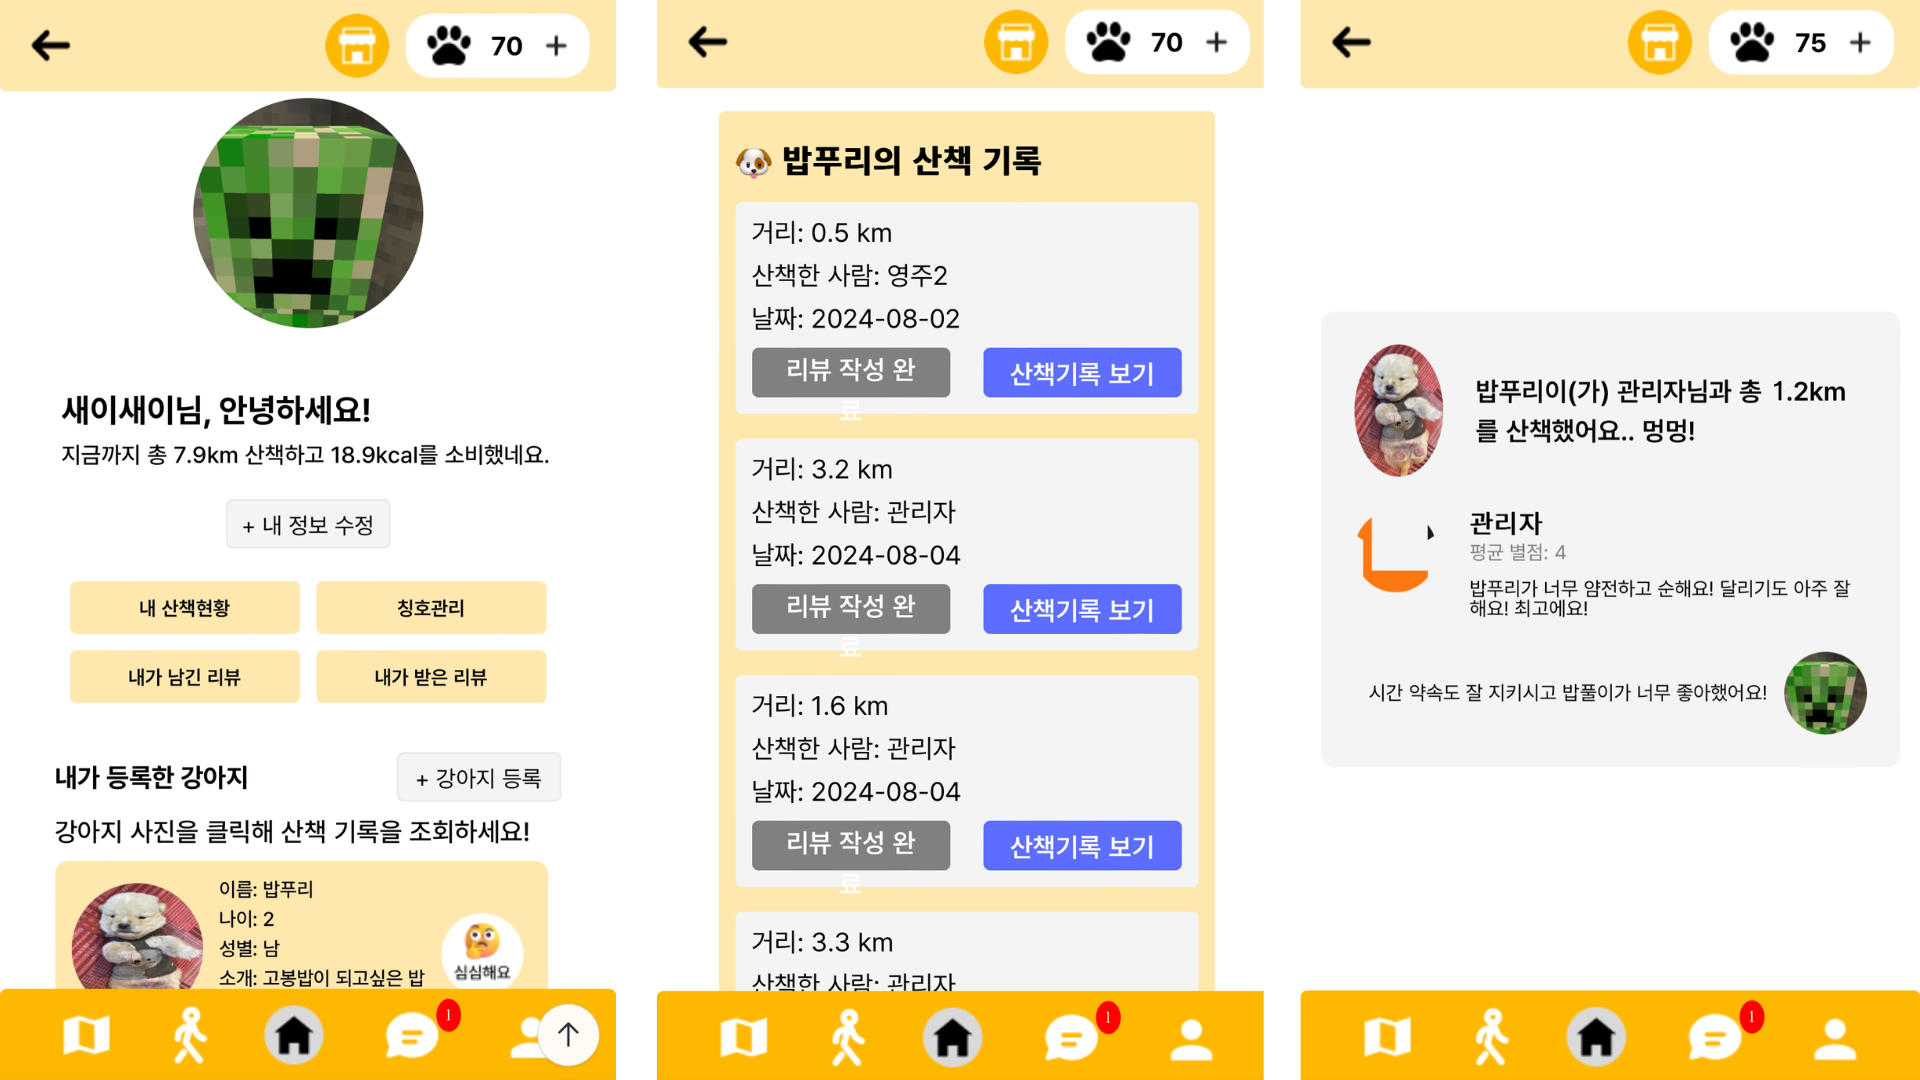 70 +
새이새이님, 안녕하세요!
지금까지 총 7.9km 산책하고 18.9kcal를 소비했네요.
+ 내 정보 수정
내 산책현황
칭호관리
내가 남긴 리뷰
내가 받은 리뷰
내가 등록한 강아지
+ 강아지 등록
강아지 사진을 클릭해 산책 기록을 조회하세요!
이름: 밥푸리
나이: 2
성별: 남
소개: 고봉밥이 되고싶은 밥
심심해요
1
70 +
밥푸리의 산책 기록
거리: 0.5 km
산책한 사람: 영주2
날짜: 2024-08-02
리뷰 작성 완
료
산책기록 보기
거리: 3.2 km
산책한 사람: 관리자
날짜: 2024-08-04
리뷰 작성 완
료
산책기록 보기
거리: 1.6 km
산책한 사람: 관리자
날짜: 2024-08-04
리뷰 작성 완
료
산책기록 보기
거리: 3.3 km
산책한 사람: 관리자
1
75 +
밥푸리이(가) 관리자님과 총 1.2km
를 산책했어요.. 멍멍!
관리자
평균 별점: 4
밥푸리가 너무 얌전하고 순해요! 달리기도 아주 잘
해요! 최고에요!
시간 약속도 잘 지키시고 밥풀이가 너무 좋아했어요!
1